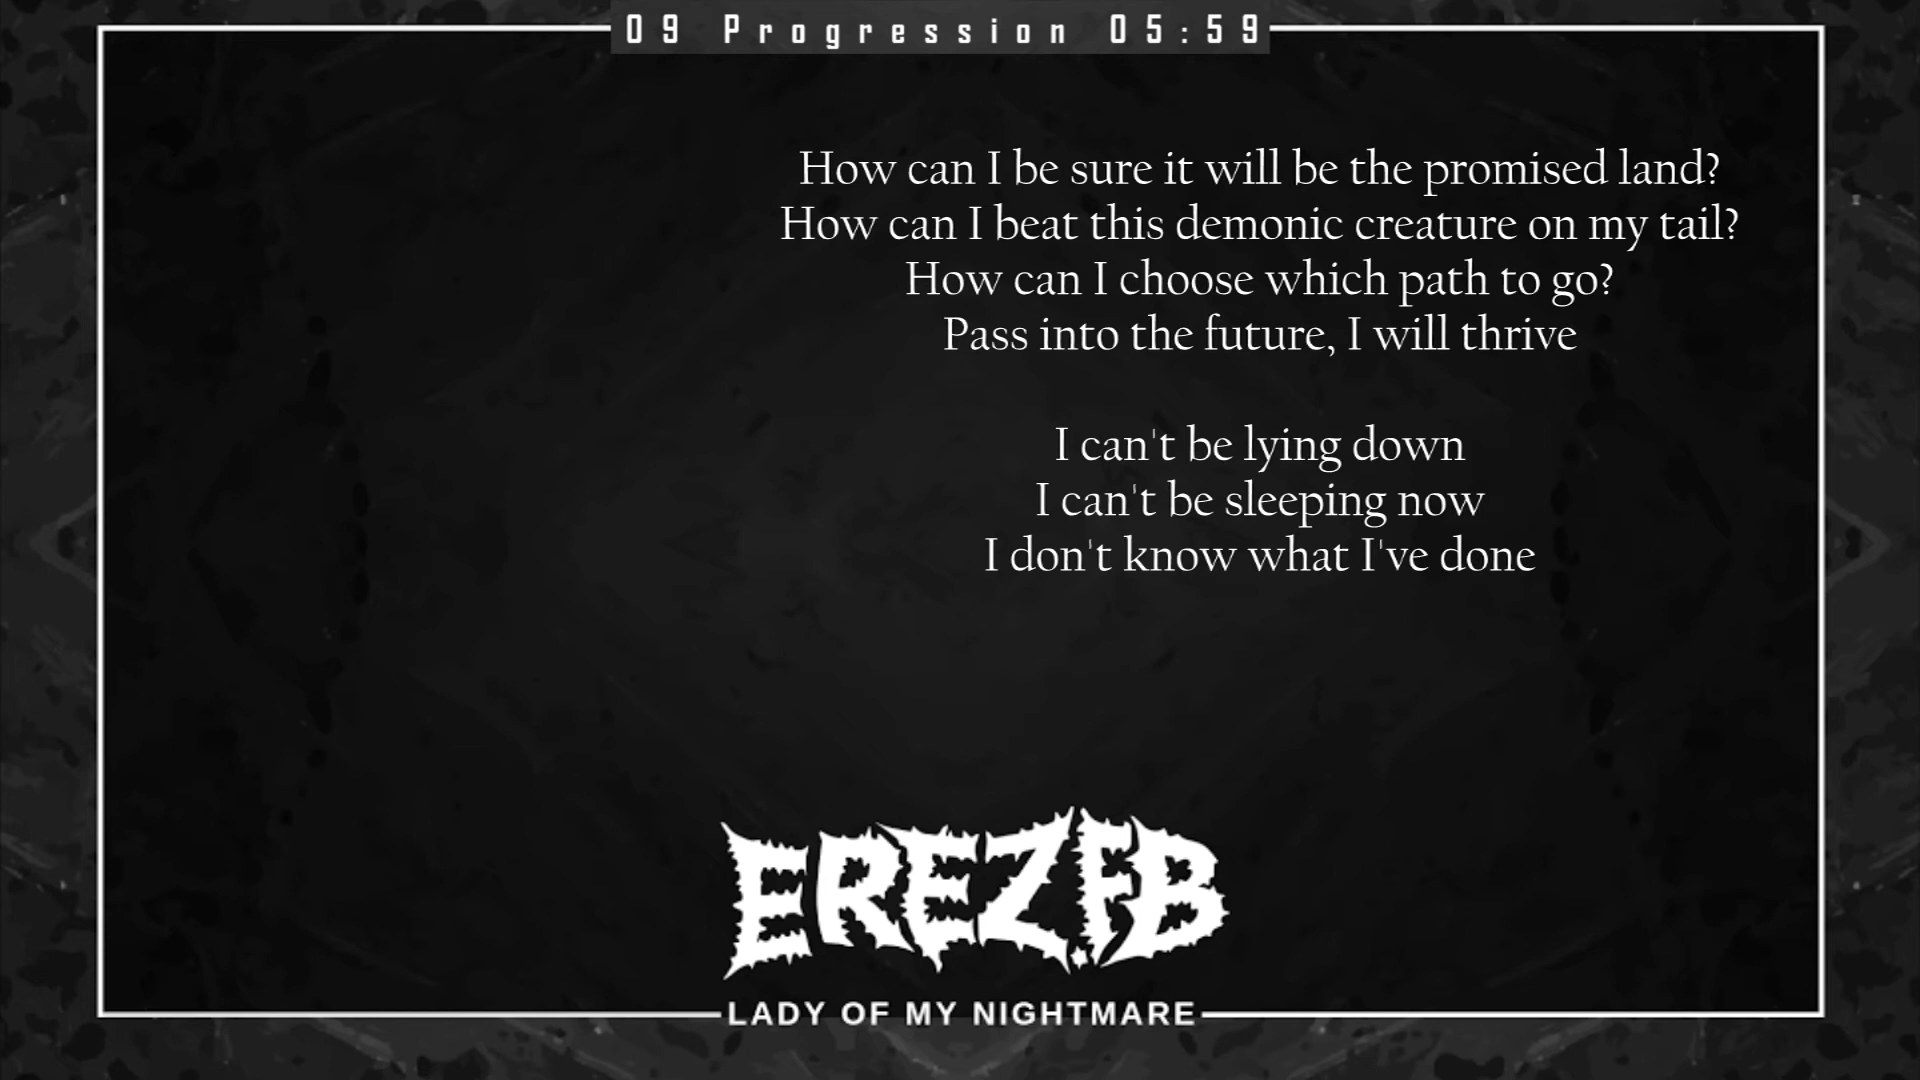 09 Progression 05:59
How can I be sure it will be the promised land?
How can I beat this demonic creature on my tail?
How can I choose which path to go?
Pass into the future, I will thrive
I can't be lying down
I can't be sleeping now
I don't know what I've done
EREZ.FB
LADY OF MY NIGHTMARE